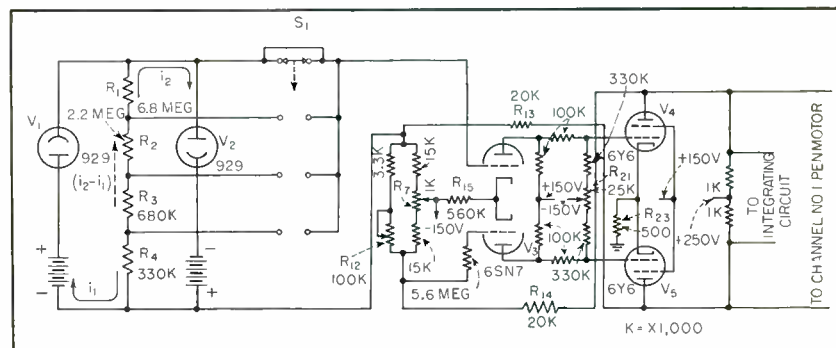 S1
R1
i2
2.2 MEG
6.8 MEG
V1
R2
V2
929
929
(i2-i1)
R3
680K
R4
330K
+
-
-
+
i1
3.3K
15K
R7
1K
R12
100K
-150V
15K
R15
560K
20K
R13
100K
330K
+150V
-150V
V3
6SN7
5.6 MEG
100K
330K
R14
20K
6Y6
R21
25K
V4
+150V
R23
500
6Y6
V5
1K
1K
+250V
K = X1,000
TO INTEGRATING CIRCUIT
TO CHANNEL NO 1 PENMOTOR